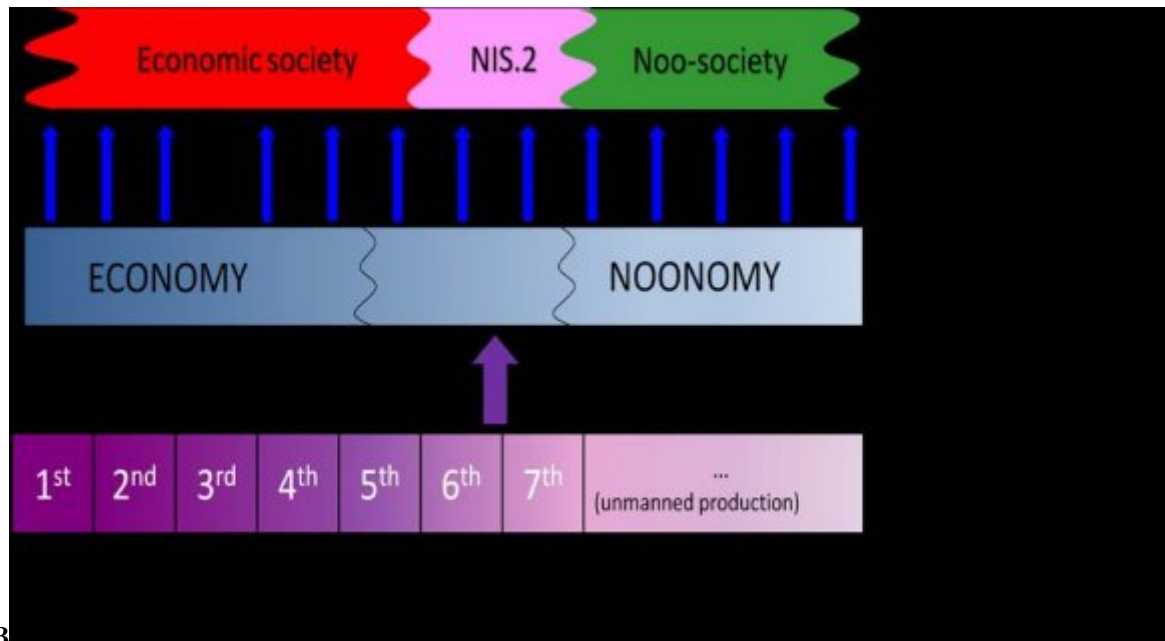 Economic society NIS.2 Noo-society
ECONOMY NOONOMY
1st 2nd 3rd 4th 5th 6th 7th ...
(unmanned production)